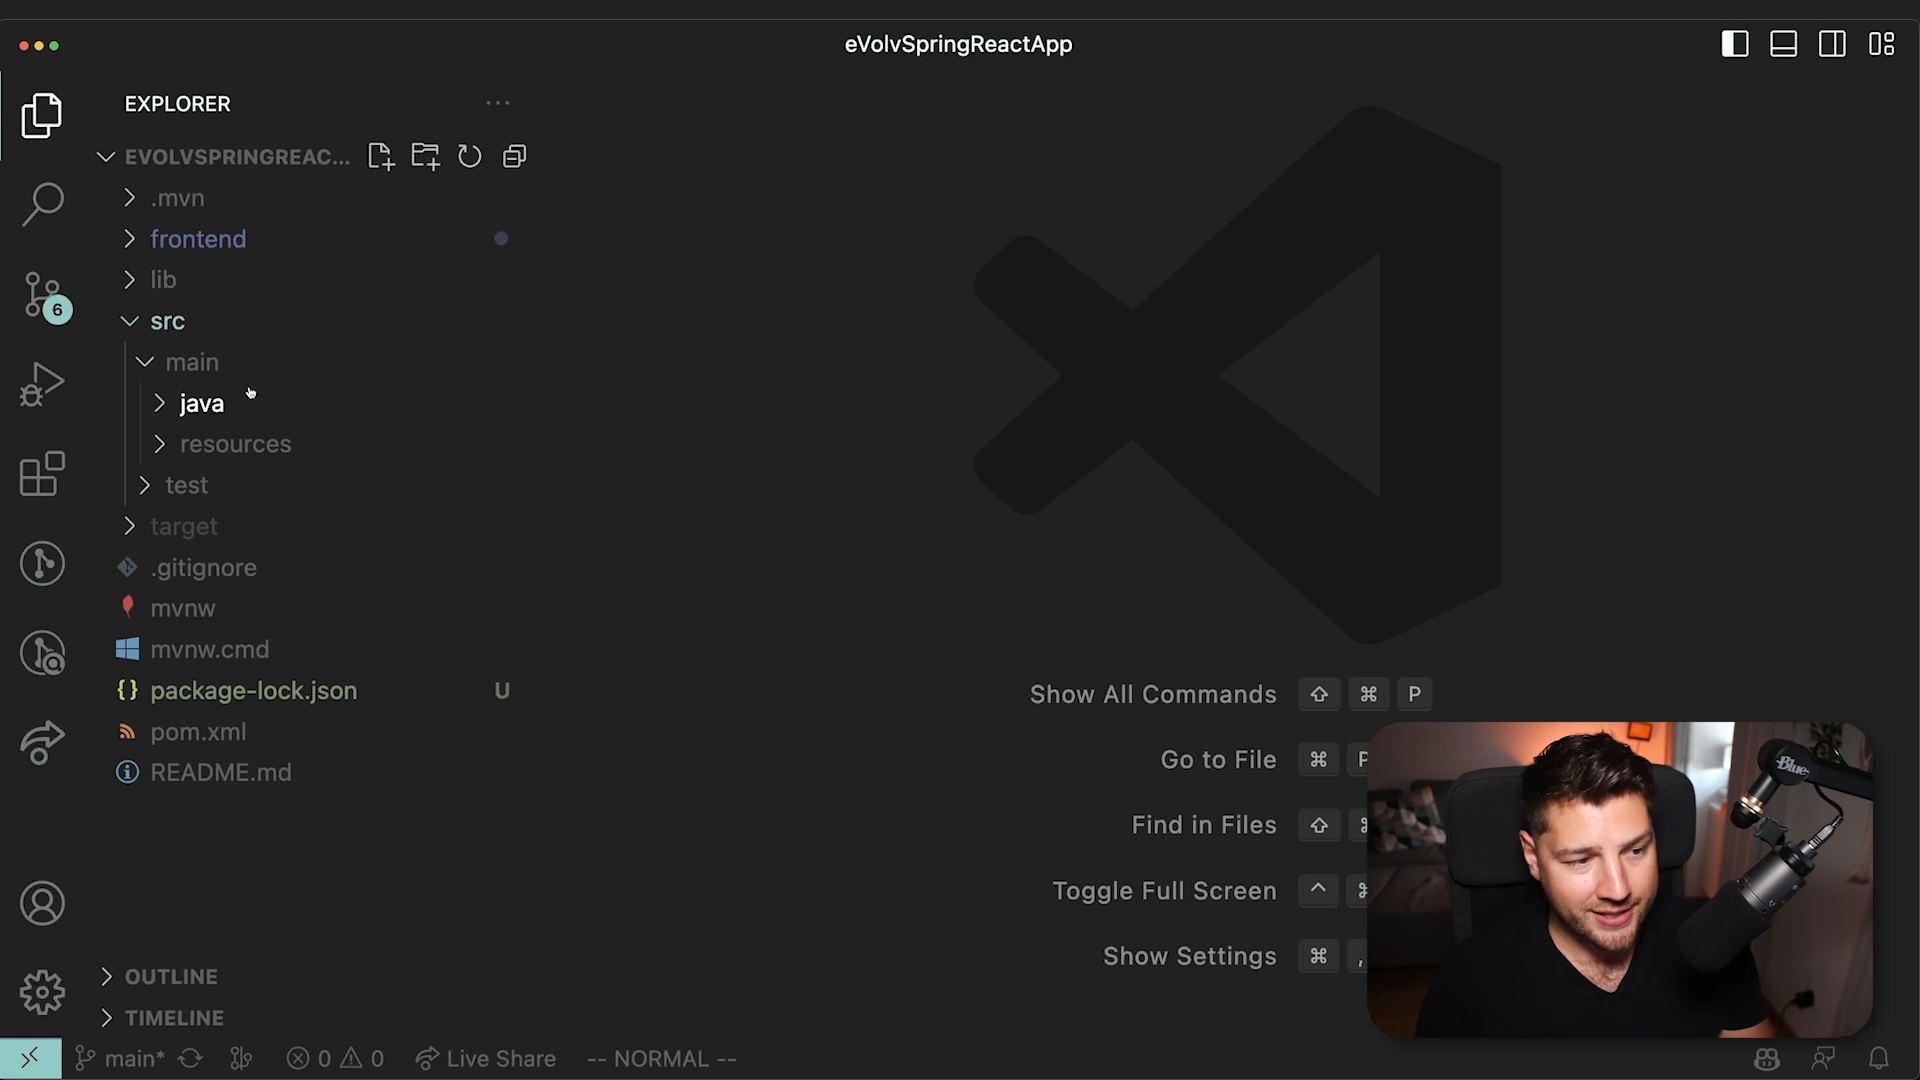 eVolvSpringReactApp
EXPLORER
EVOLVSPRINGREAC...
.mvn
frontend
lib
src
6
main
java
resources
test
target
.gitignore
mvnw
mvnw.cmd
package-lock.json U
pom.xml
README.md
Show All Commands ⇧ ⌘ P
Go to File ⌘ P
Find in Files ⇧ ⌘
Toggle Full Screen ^ ⌘
Show Settings ⌘ ,
Blue
OUTLINE
TIMELINE
main* 0 0 Live Share -- NORMAL --